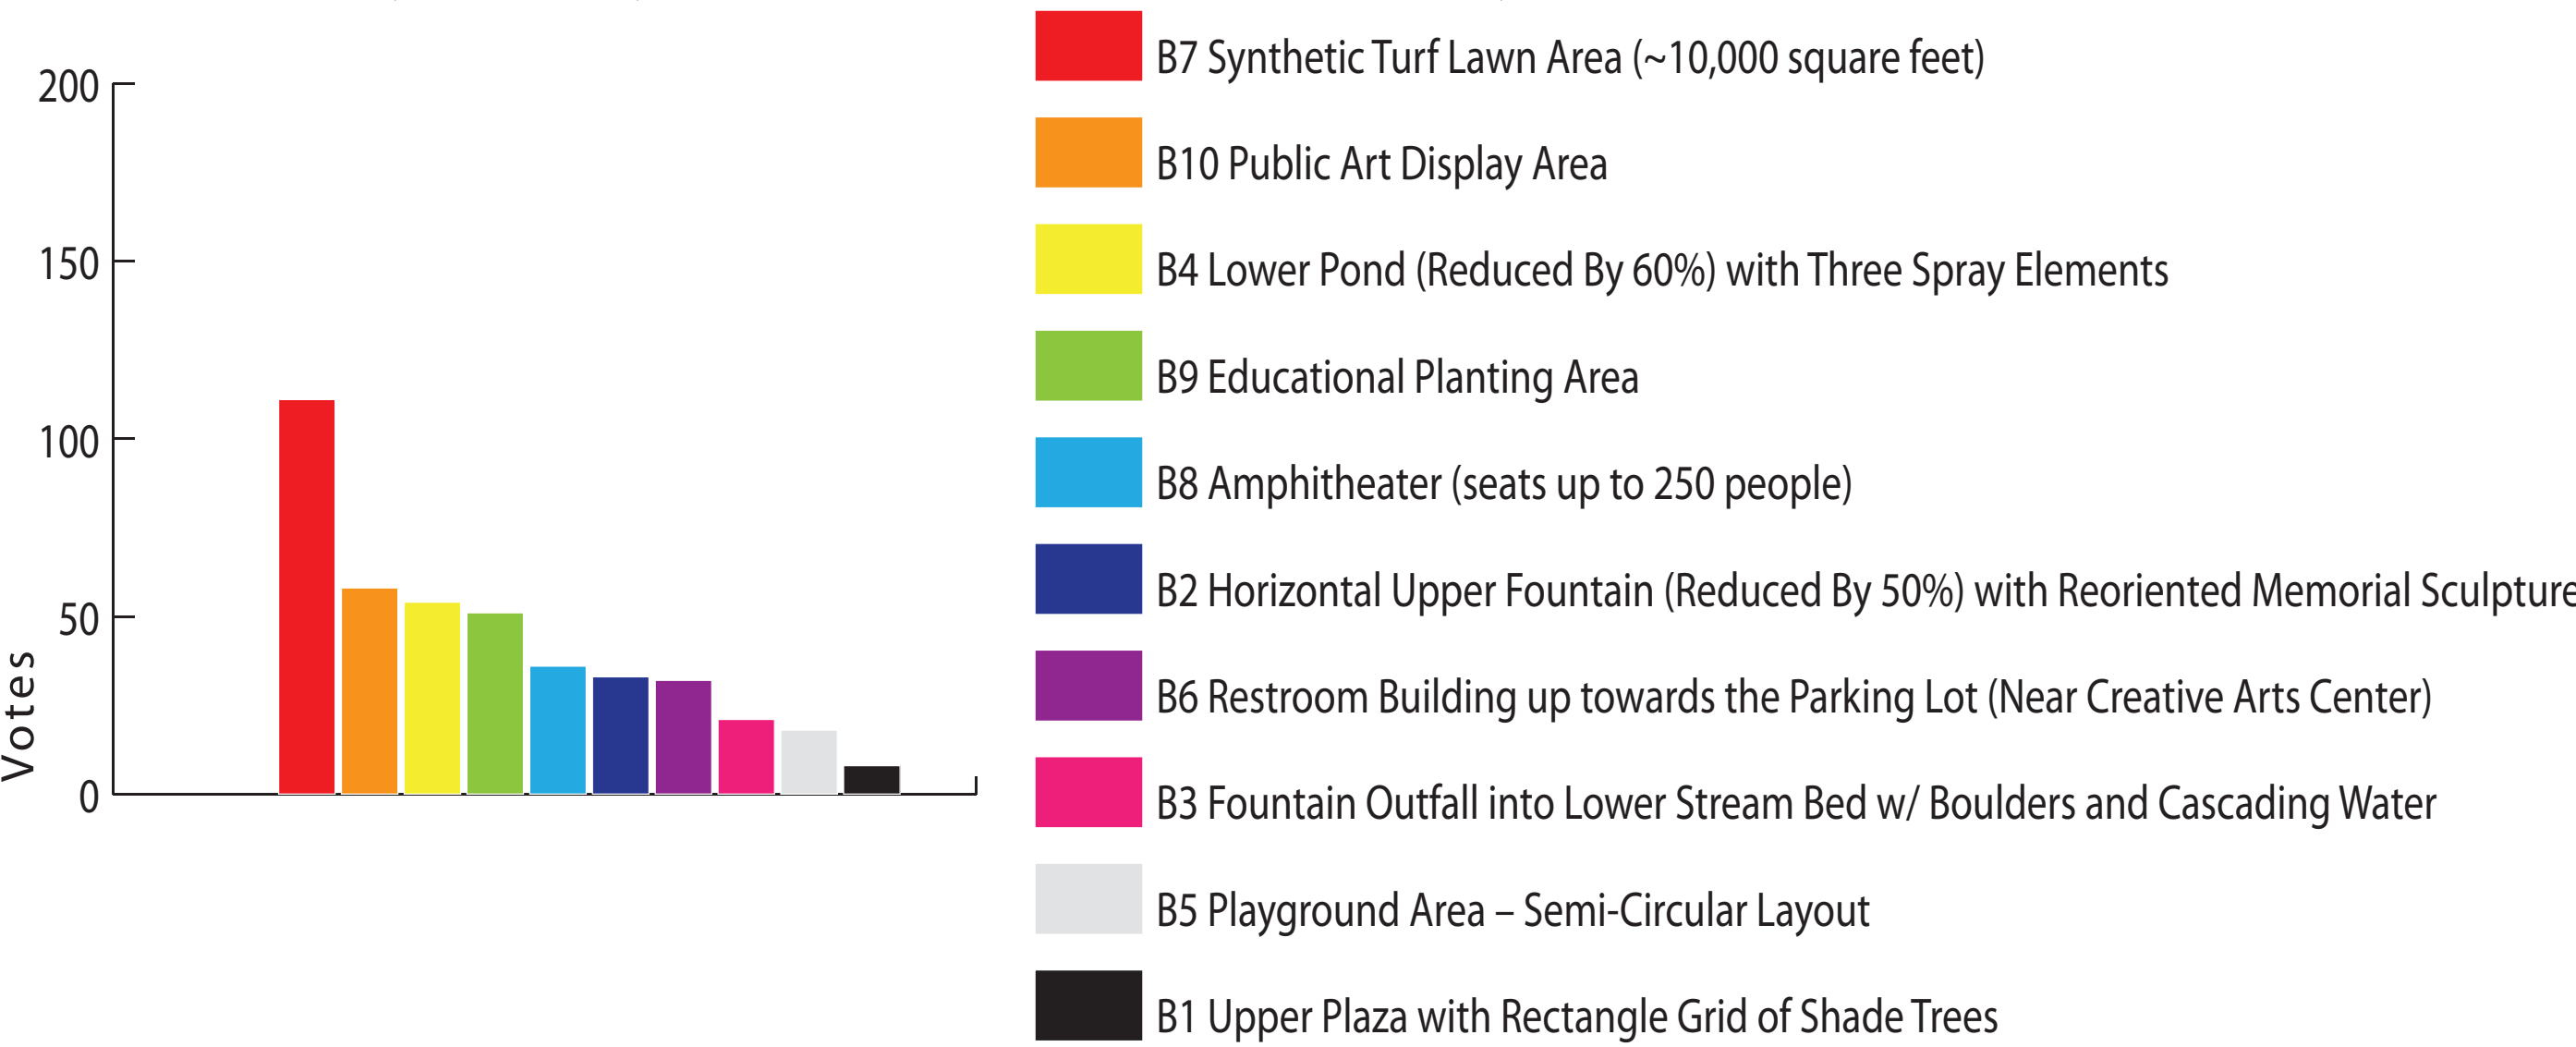 200
150
100
50
0
Votes
B7 Synthetic Turf Lawn Area (~10,000 square feet)
B10 Public Art Display Area
B4 Lower Pond (Reduced By 60%) with Three Spray Elements
B9 Educational Planting Area
B8 Amphitheater (seats up to 250 people)
B2 Horizontal Upper Fountain (Reduced By 50%) with Reoriented Memorial Sculpture
B6 Restroom Building up towards the Parking Lot (Near Creative Arts Center)
B3 Fountain Outfall into Lower Stream Bed w/ Boulders and Cascading Water
B5 Playground Area – Semi-Circular Layout
B1 Upper Plaza with Rectangle Grid of Shade Trees